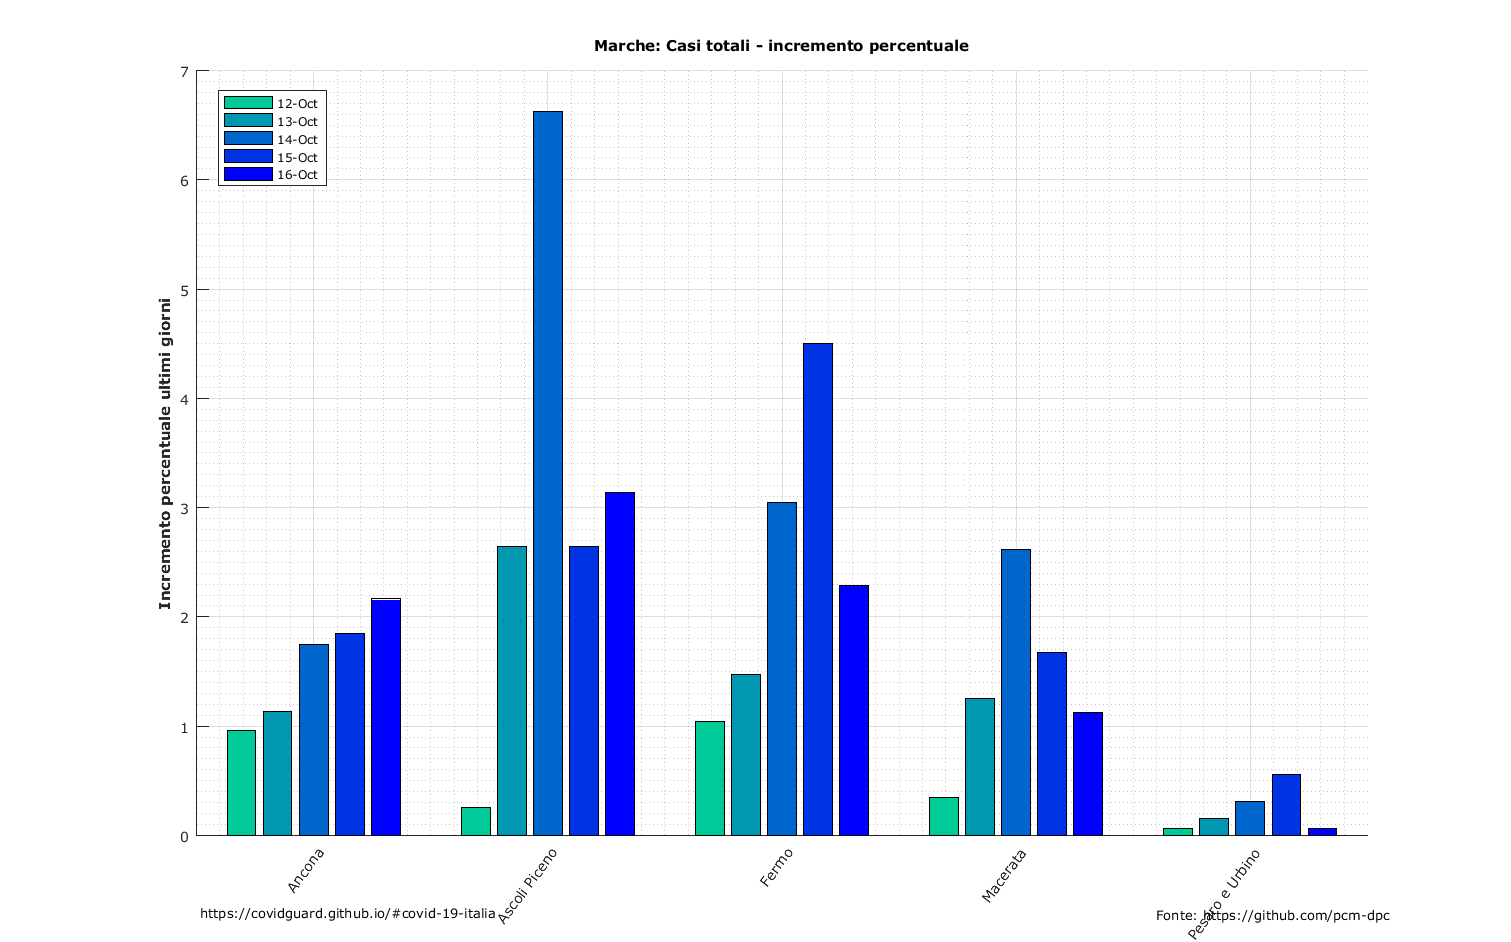 Marche: Casi totali - incremento percentuale
7
6
5
4
3
2
1
0
Incremento percentuale ultimi giorni
12-Oct
13-Oct
14-Oct
15-Oct
16-Oct
Ancona
Ascoli Piceno
Fermo
Macerata
Pesaro e Urbino
https://covidguard.github.io/#covid-19-italia
Fonte: https://github.com/pcm-dpc